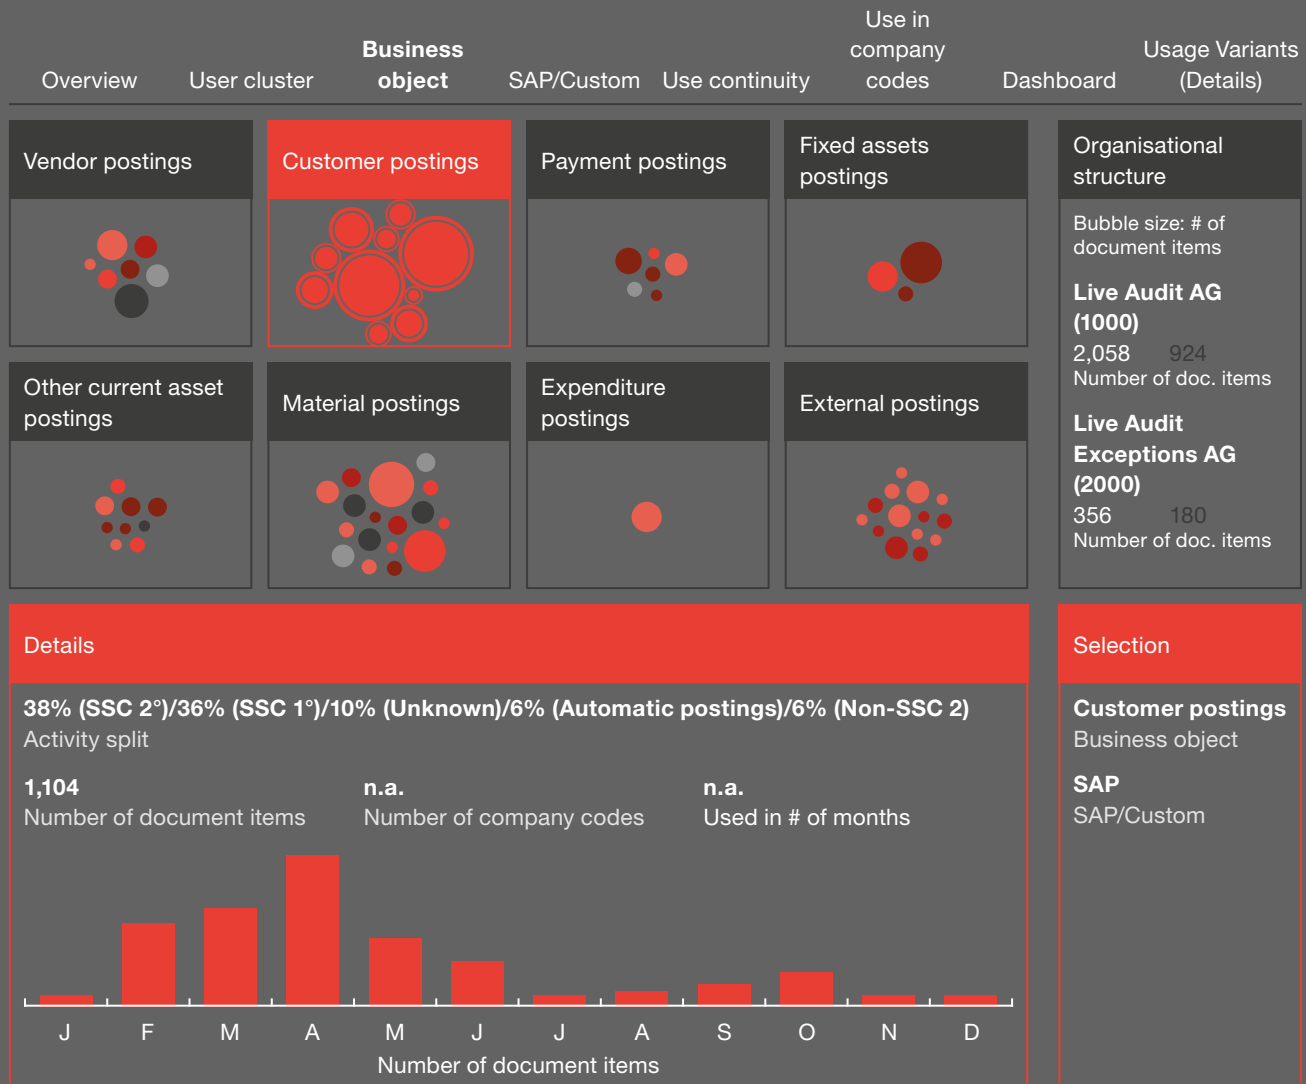 Overview
User cluster
Business
object
SAP/Custom
Use continuity
Use in
company
codes
Dashboard
Usage Variants
(Details)
Vendor postings
Customer postings
Payment postings
Fixed assets
postings
Organisational
structure
Bubble size: # of
document items
Live Audit AG
(1000)
2,058 924
Number of doc. items
Live Audit
Exceptions AG
(2000)
356 180
Number of doc. items
Other current asset
postings
Material postings
Expenditure
postings
External postings
Details
38% (SSC 2°)/36% (SSC 1°)/10% (Unknown)/6% (Automatic postings)/6% (Non-SSC 2)
Activity split
1,104
Number of document items
n.a.
Number of company codes
n.a.
Used in # of months
J F M A M J J A S O N D
Number of document items
Selection
Customer postings
Business object
SAP
SAP/Custom